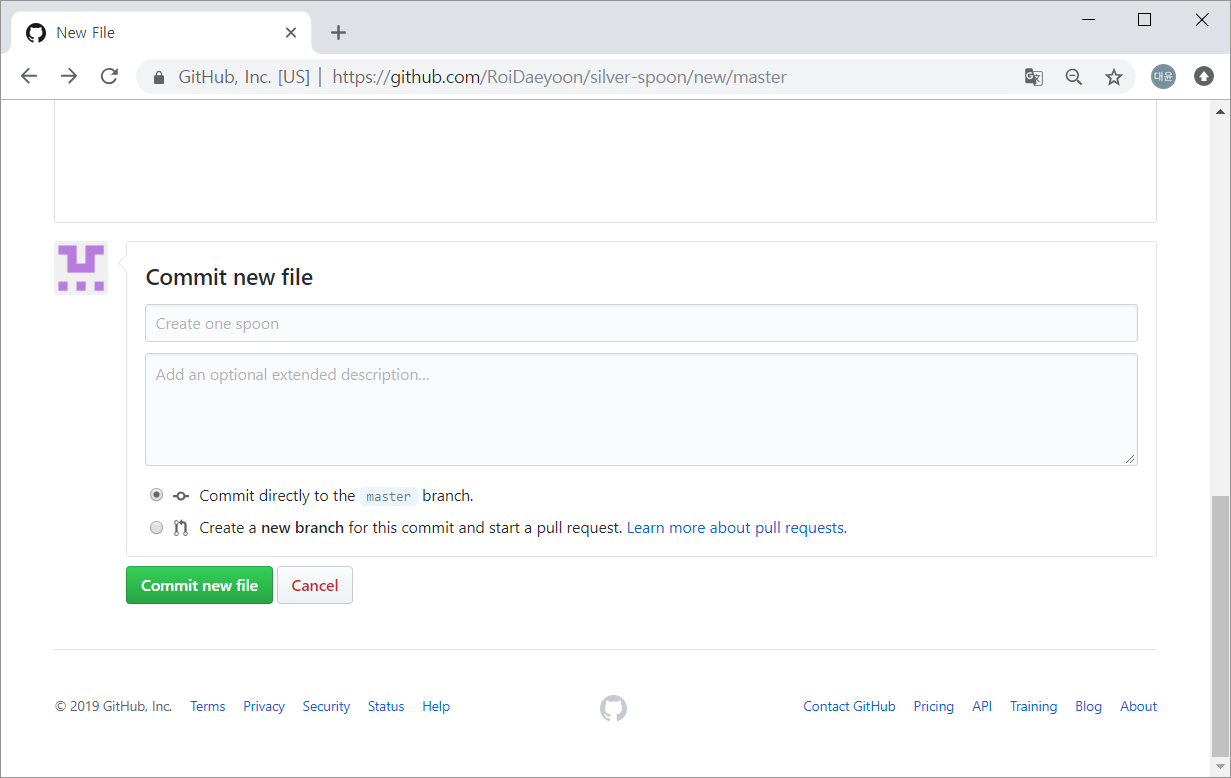 New File
GitHub, Inc. [US] | https://github.com/RoiDaeyoon/silver-spoon/new/master
대윤
Commit new file
Create one spoon
Add an optional extended description...
Commit directly to the master branch.
Create a new branch for this commit and start a pull request. Learn more about pull requests.
Commit new file Cancel
© 2019 GitHub, Inc. Terms Privacy Security Status Help Contact GitHub Pricing API Training Blog About